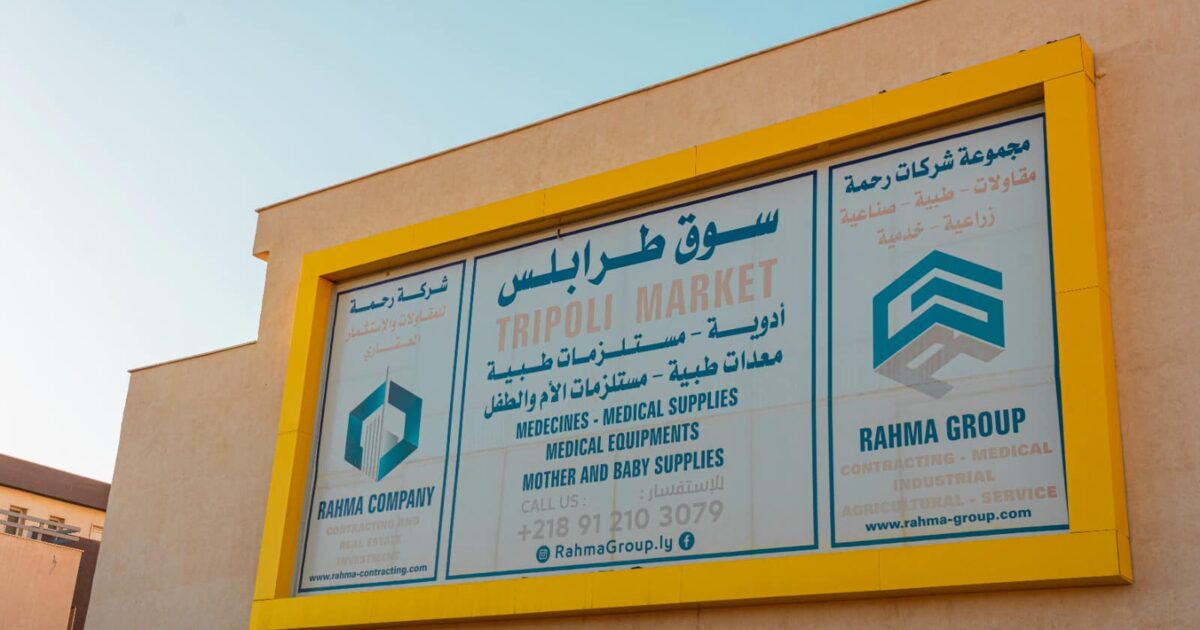 شركة رحمة
للمقاولات والإستثمار
العقاري
RAHMA COMPANY
CONTRACTING AND
REAL ESTATE
INVESTMENT
www.rahma-contracting.com
سوق طرابلس
TRIPOLI MARKET
أدوية - مستلزمات طبية
معدات طبية - مستلزمات الأم والطفل
MEDECINES - MEDICAL SUPPLIES
MEDICAL EQUIPMENTS
MOTHER AND BABY SUPPLIES
CALL US : للإستفسار :
+218 91 210 3079
RahmaGroup.ly
مجموعة شركات رحمة
مقاولات - طبية - صناعية
زراعية - خدمية
RAHMA GROUP
CONTRACTING - MEDICAL
INDUSTRIAL
AGRICULTURAL - SERVICE
www.rahma-group.com